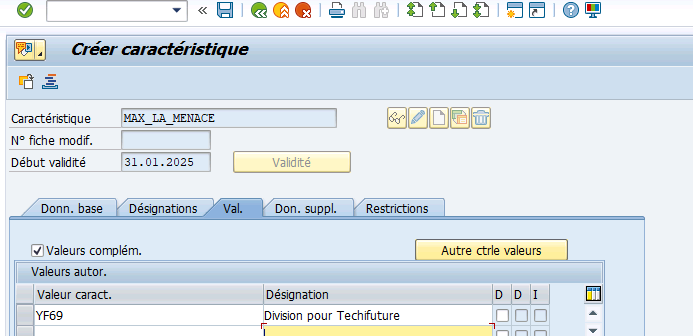 Créer caractéristique
Caractéristique MAX_LA_MENACE
N° fiche modif.
Début validité 31.01.2025 Validité
Donn. base Désignations Val. Don. suppl. Restrictions
Valeurs complém. Autre ctrle valeurs
Valeurs autor.
Valeur caract. Désignation D D I
YF69 Division pour Techifuture